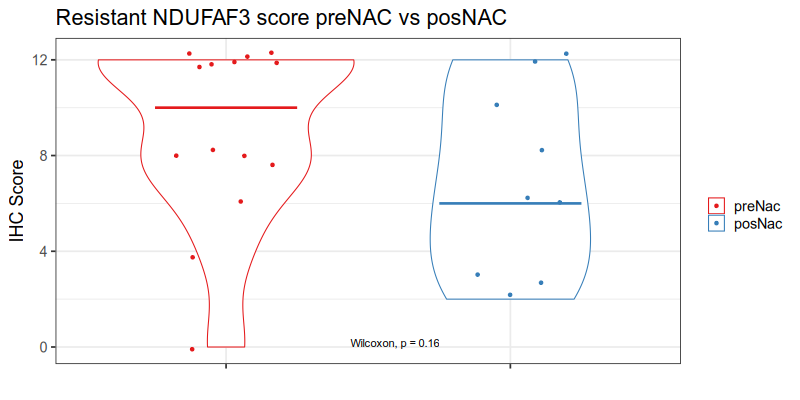 Resistant NDUFAF3 score preNAC vs posNAC
IHC Score
12
8
4
0
Wilcoxon, p = 0.16
preNac
posNac